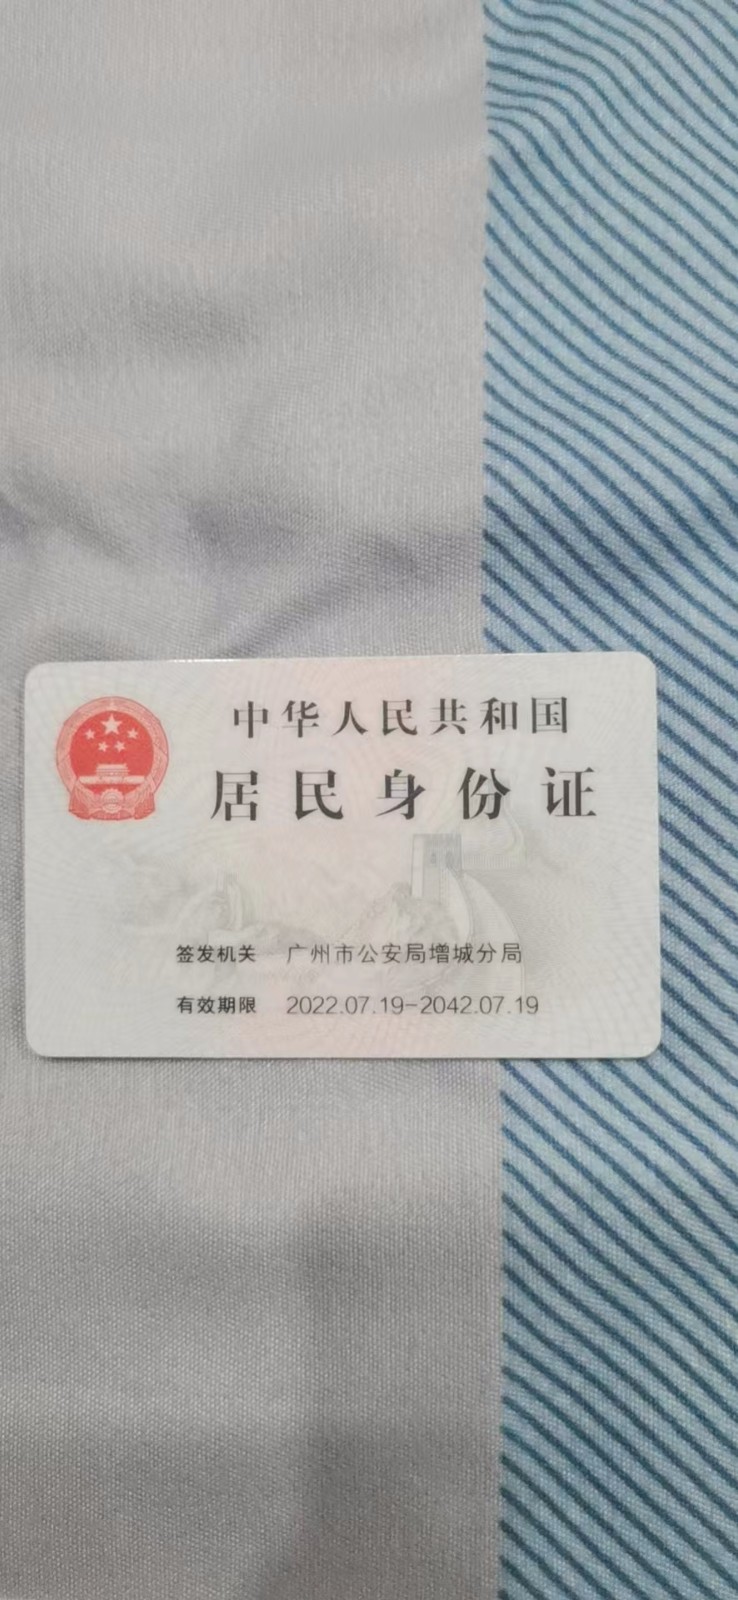 中华人民共和国
居民身份证
签发机关 广州市公安局增城分局
有效期限 2022.07.19-2042.07.19